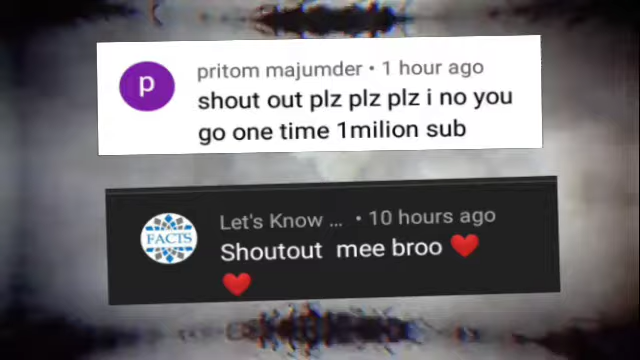 p
pritom majumder • 1 hour ago
shout out plz plz plz i no you
go one time 1milion sub
FACTS
Let's Know ... • 10 hours ago
Shoutout mee broo ❤️
❤️